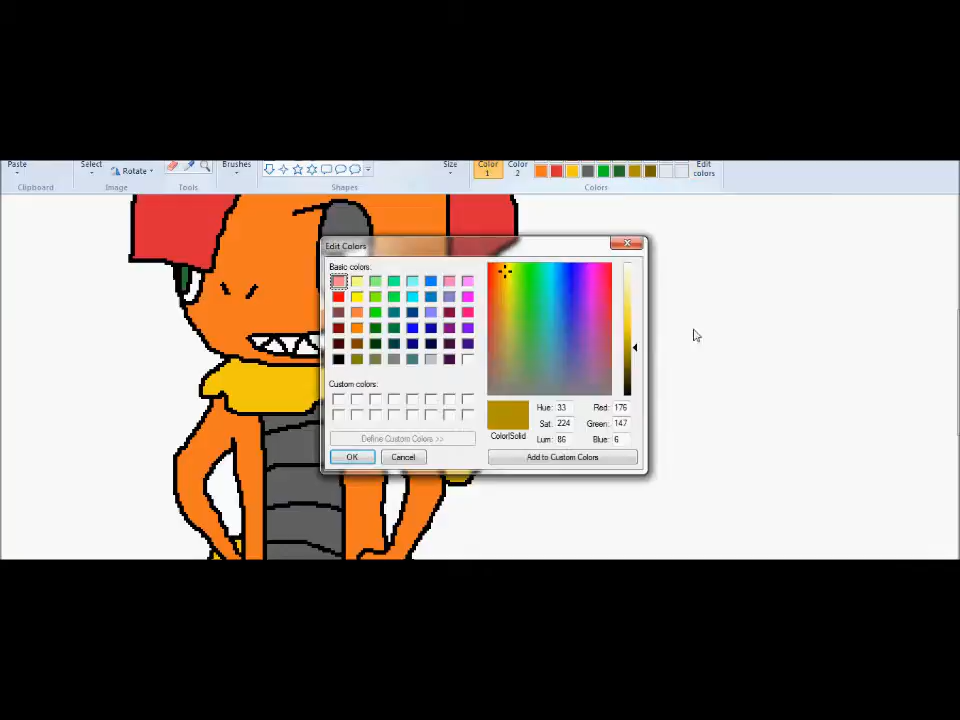 Paste
Select
Rotate
Brushes
Size
Color 1
Color 2
Edit colors
Clipboard
Image
Tools
Shapes
Colors
Edit Colors
Basic colors:
Custom colors:
Define Custom Colors >>
OK
Cancel
Color|Solid
Hue: 33
Sat: 224
Lum: 86
Red: 176
Green: 147
Blue: 6
Add to Custom Colors